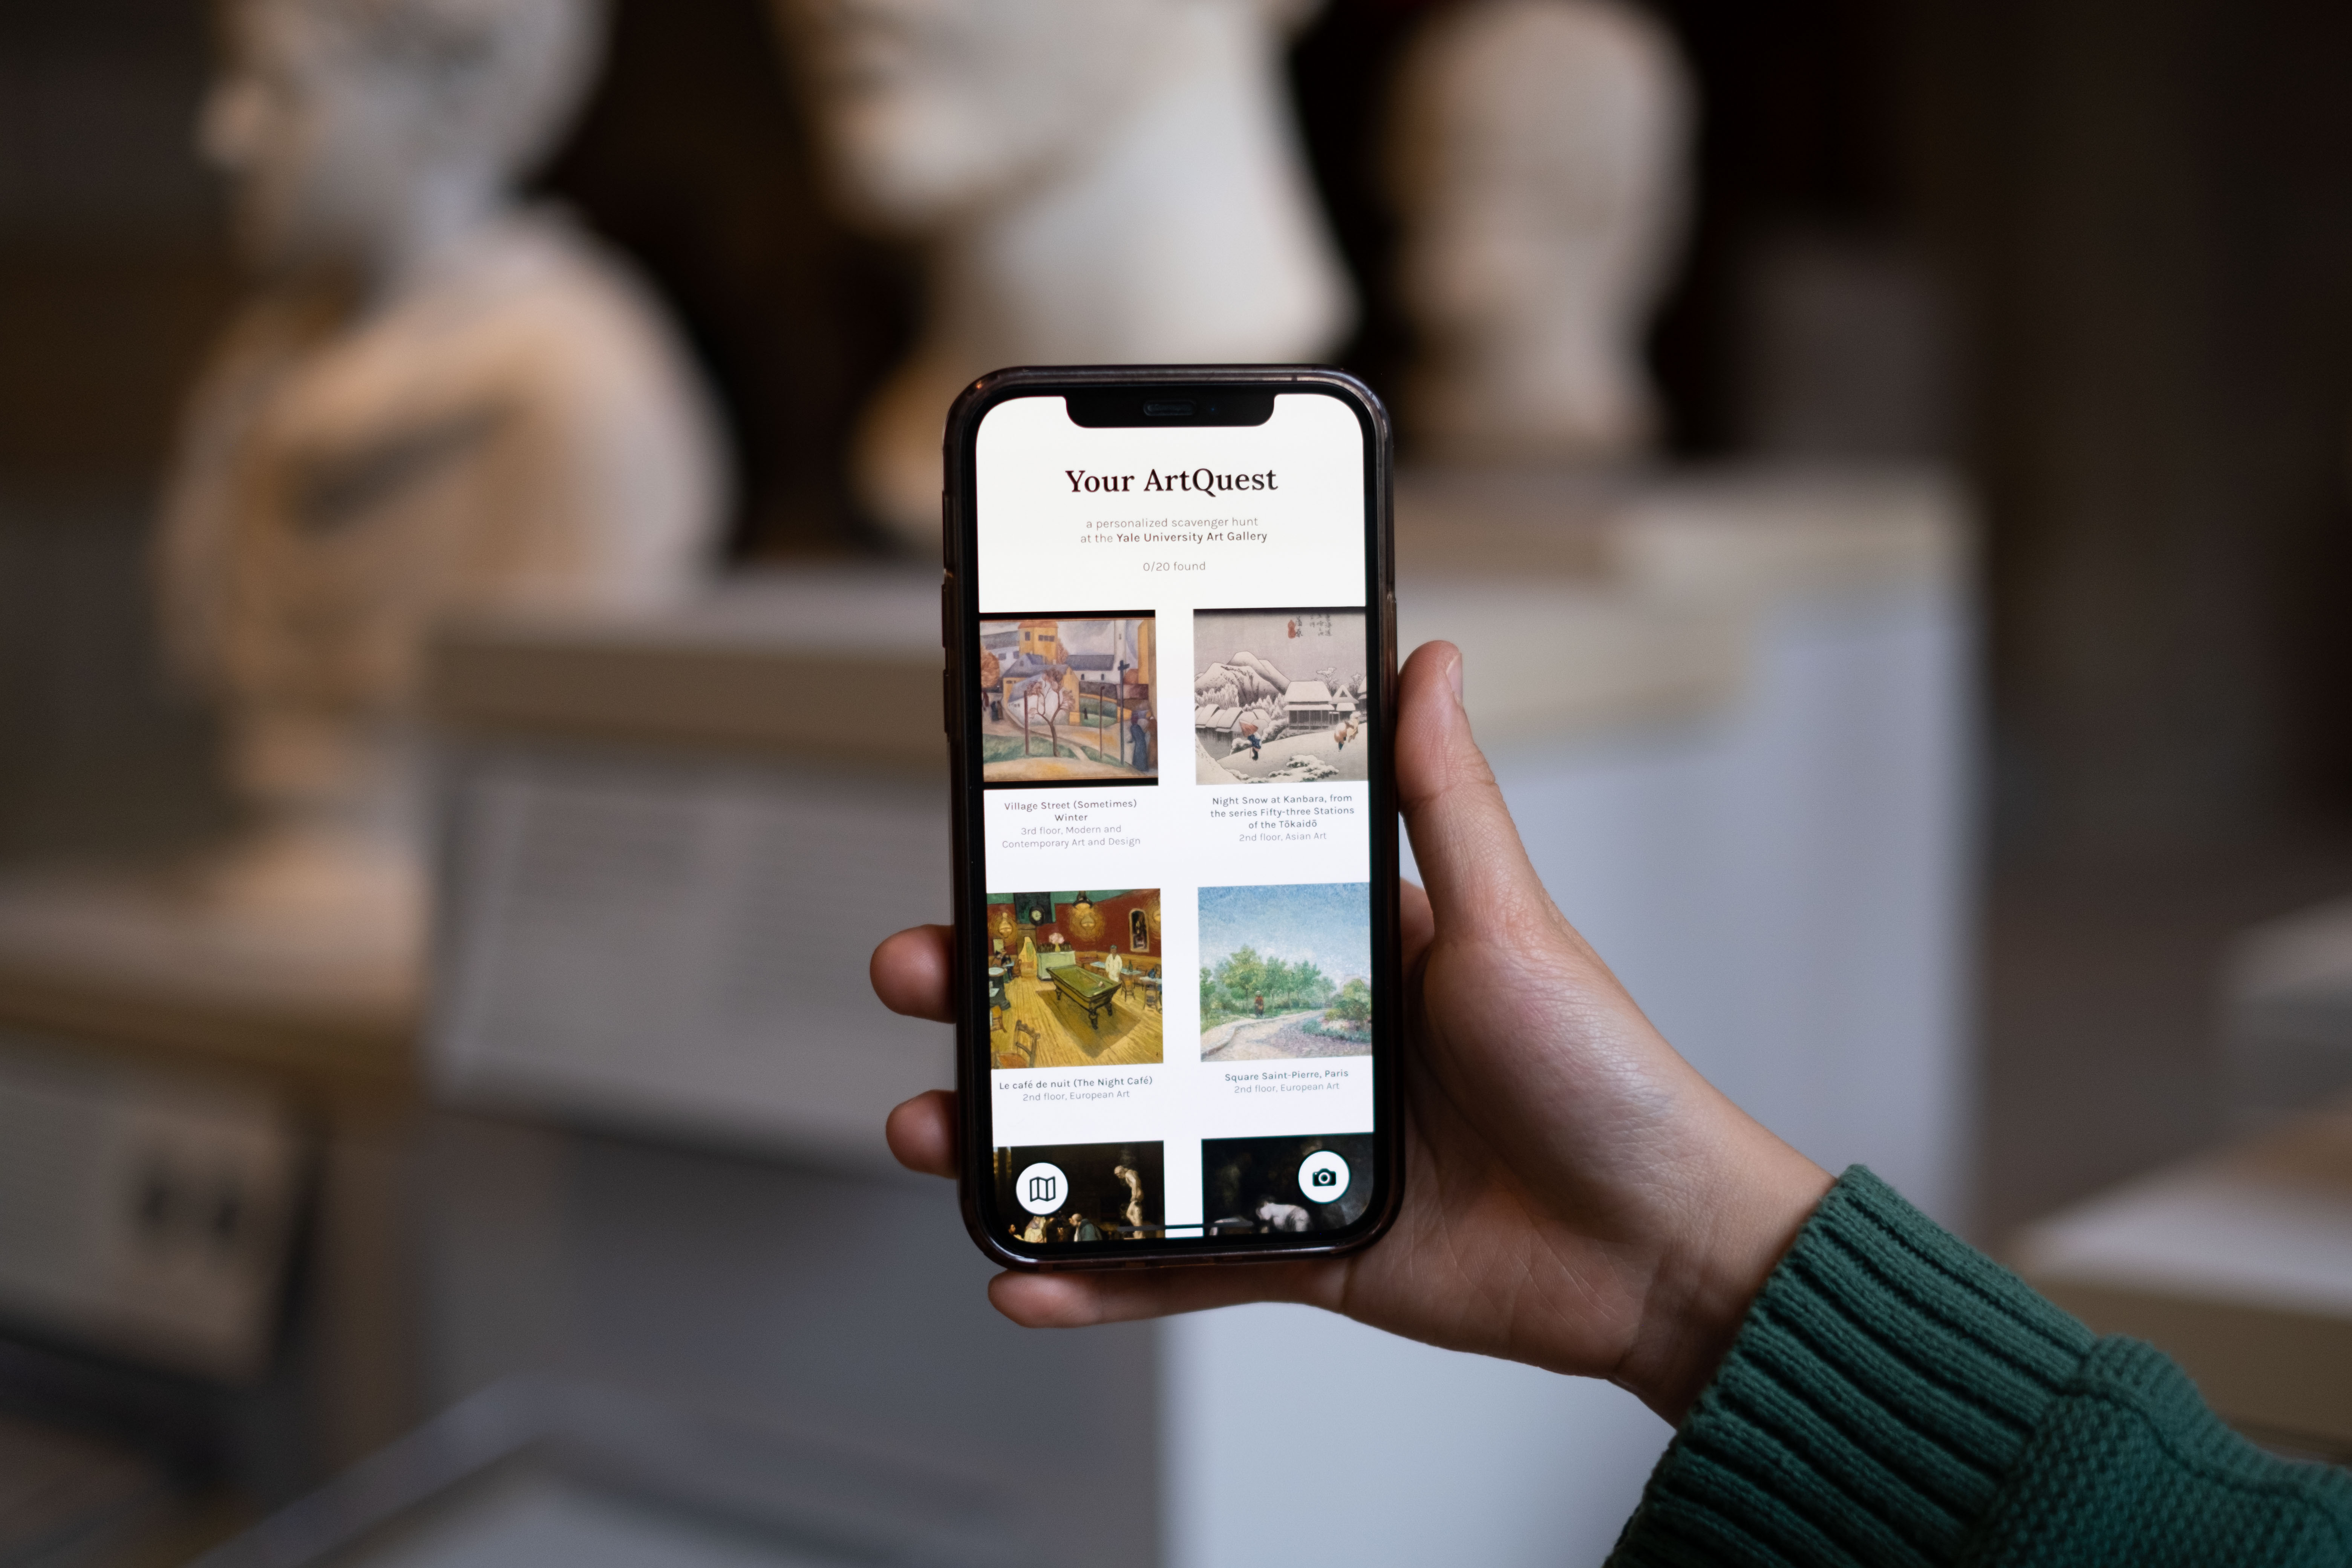 Your ArtQuest
a personalized scavenger hunt
at the Yale University Art Gallery
0/20 found
Village Street (Sometimes)
Winter
3rd floor, Modern and
Contemporary Art and Design
Night Snow at Kanbara, from
the series Fifty-three Stations
of the Tōkaidō
2nd floor, Asian Art
Le café de nuit (The Night Café)
2nd floor, European Art
Square Saint-Pierre, Paris
2nd floor, European Art